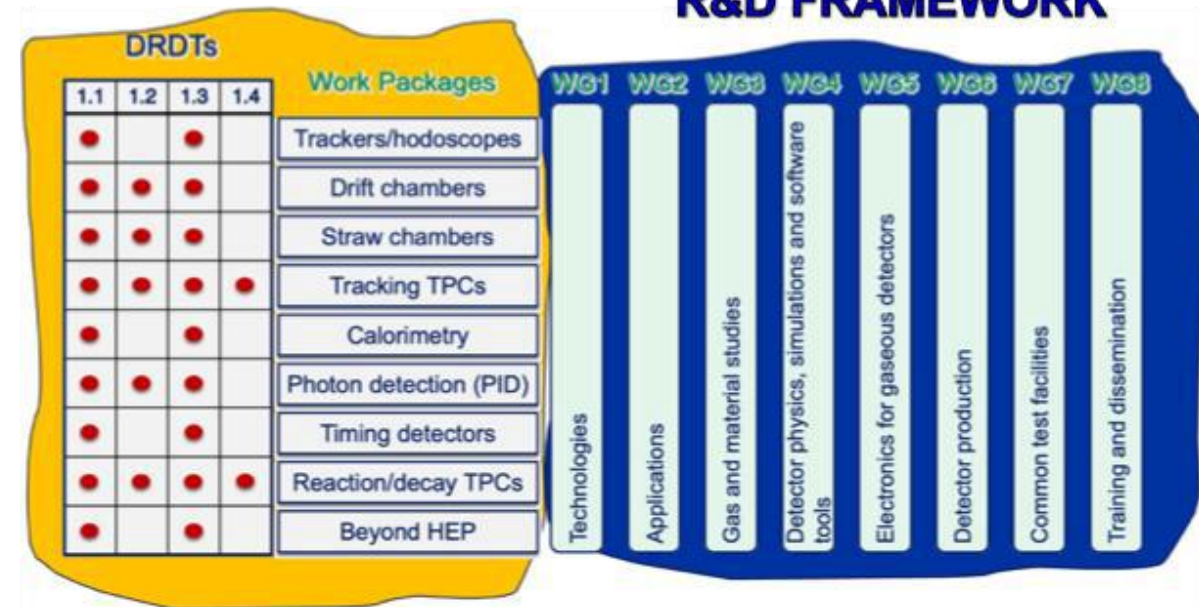 R&D FRAMEWORK
DRDTs
1.1 1.2 1.3 1.4
Work Packages
Trackers/hodoscopes
Drift chambers
Straw chambers
Tracking TPCs
Calorimetry
Photon detection (PID)
Timing detectors
Reaction/decay TPCs
Beyond HEP
WG1 WG2 WG3 WG4 WG5 WG6 WG7 WG8
Technologies
Applications
Gas and material studies
Detector physics, simulations and software
tools
Electronics for gaseous detectors
Detector production
Common test facilities
Training and dissemination